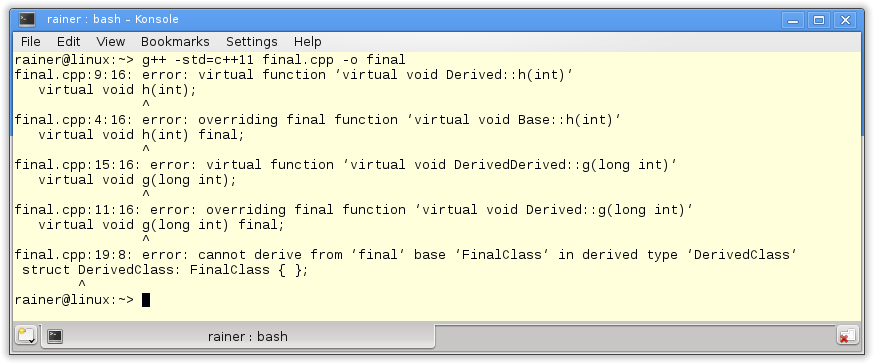 rainer : bash – Konsole
File Edit View Bookmarks Settings Help
rainer@linux:~> g++ -std=c++11 final.cpp -o final
final.cpp:9:16: error: virtual function ‘virtual void Derived::h(int)’
   virtual void h(int);
                ^
final.cpp:4:16: error: overriding final function ‘virtual void Base::h(int)’
   virtual void h(int) final;
                ^
final.cpp:15:16: error: virtual function ‘virtual void DerivedDerived::g(long int)’
   virtual void g(long int);
                ^
final.cpp:11:16: error: overriding final function ‘virtual void Derived::g(long int)’
   virtual void g(long int) final;
                ^
final.cpp:19:8: error: cannot derive from ‘final’ base ‘FinalClass’ in derived type ‘DerivedClass’
 struct DerivedClass: FinalClass { };
        ^
rainer@linux:~>
rainer : bash